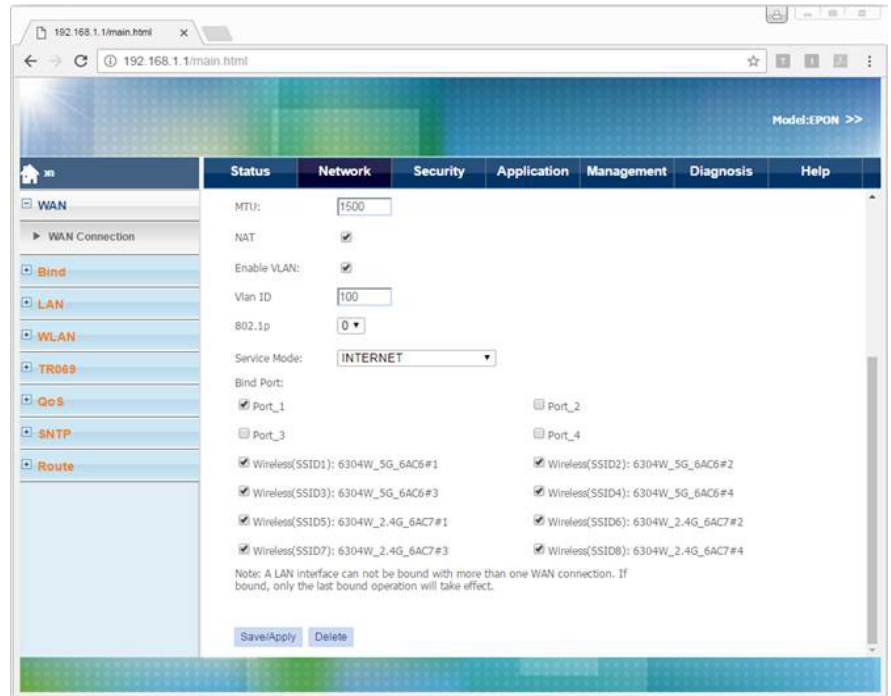 192.168.1.1/main.html
192.168.1.1/main.html
Model:EPON >>
Status Network Security Application Management Diagnosis Help
WAN
WAN Connection
Bind
LAN
WLAN
TR069
QoS
SNTP
Route
MTU: 1500
NAT
Enable VLAN:
Vlan ID 100
802.1p 0
Service Mode: INTERNET
Bind Port:
Port_1 Port_2
Port_3 Port_4
Wireless(SSID1): 6304W_5G_6AC6#1 Wireless(SSID2): 6304W_5G_6AC6#2
Wireless(SSID3): 6304W_5G_6AC6#3 Wireless(SSID4): 6304W_5G_6AC6#4
Wireless(SSID5): 6304W_2.4G_6AC7#1 Wireless(SSID6): 6304W_2.4G_6AC7#2
Wireless(SSID7): 6304W_2.4G_6AC7#3 Wireless(SSID8): 6304W_2.4G_6AC7#4
Note: A LAN interface can not be bound with more than one WAN connection. If
bound, only the last bound operation will take effect.
Save/Apply Delete